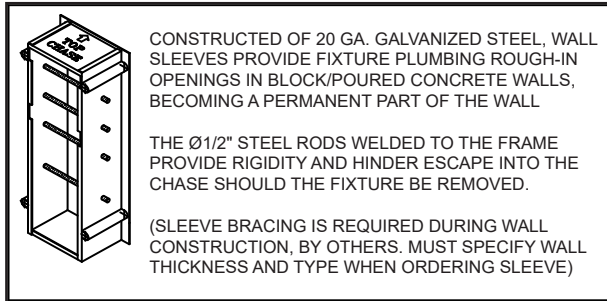 TOP
CHASE
CONSTRUCTED OF 20 GA. GALVANIZED STEEL, WALL
SLEEVES PROVIDE FIXTURE PLUMBING ROUGH-IN
OPENINGS IN BLOCK/POURED CONCRETE WALLS,
BECOMING A PERMANENT PART OF THE WALL
THE Ø1/2" STEEL RODS WELDED TO THE FRAME
PROVIDE RIGIDITY AND HINDER ESCAPE INTO THE
CHASE SHOULD THE FIXTURE BE REMOVED.
(SLEEVE BRACING IS REQUIRED DURING WALL
CONSTRUCTION, BY OTHERS. MUST SPECIFY WALL
THICKNESS AND TYPE WHEN ORDERING SLEEVE)